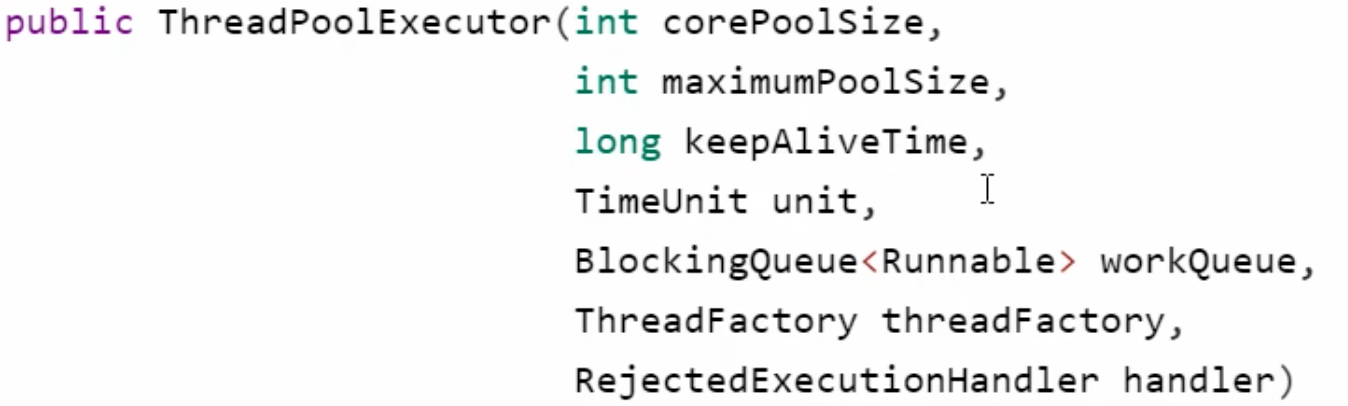 public ThreadPoolExecutor(int corePoolSize,
int maximumPoolSize,
long keepAliveTime,
TimeUnit unit,
BlockingQueue<Runnable> workQueue,
ThreadFactory threadFactory,
RejectedExecutionHandler handler)